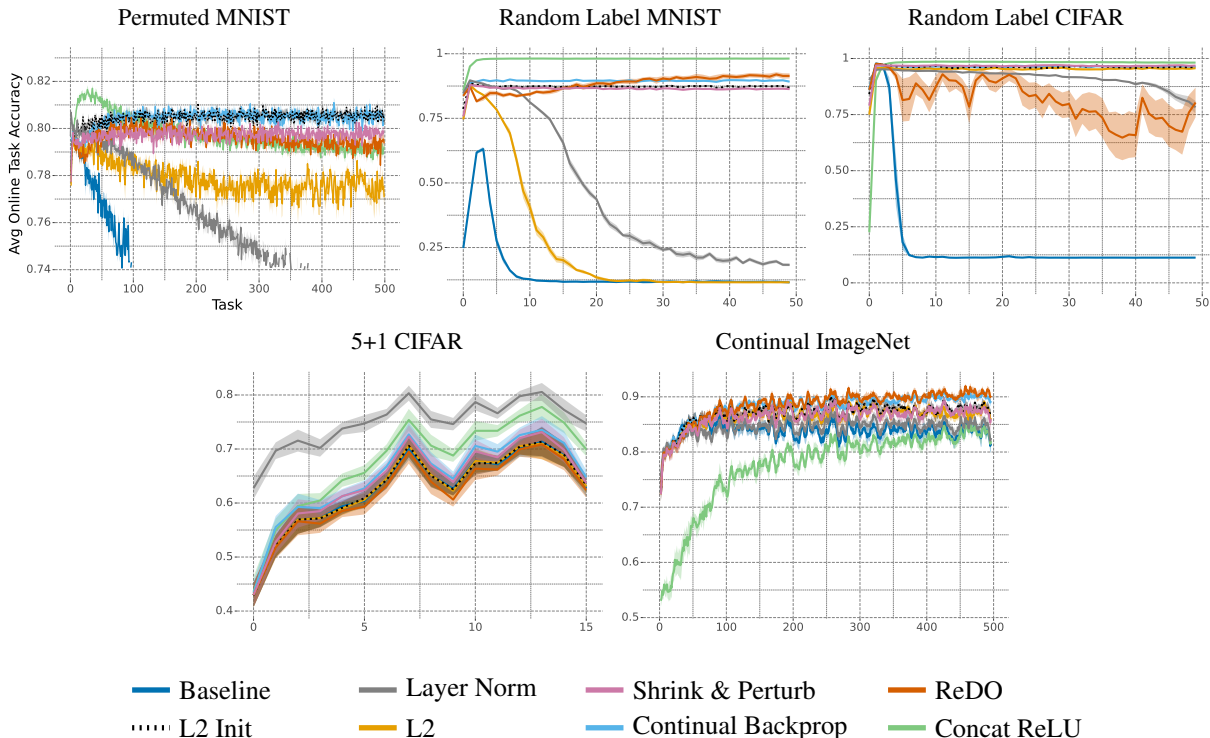 Permuted MNIST Random Label MNIST Random Label CIFAR
Avg Online Task Accuracy
0.82
0.80
0.78
0.76
0.74
0 100 200 300 400 500
Task
1
0.75
0.50
0.25
0 10 20 30 40 50
1
0.75
0.50
0.25
0
0 10 20 30 40 50
5+1 CIFAR Continual ImageNet
0.8
0.7
0.6
0.5
0.4
0 5 10 15
0.9
0.8
0.7
0.6
0.5
0 100 200 300 400 500
Baseline Layer Norm Shrink & Perturb ReDO
L2 Init L2 Continual Backprop Concat ReLU